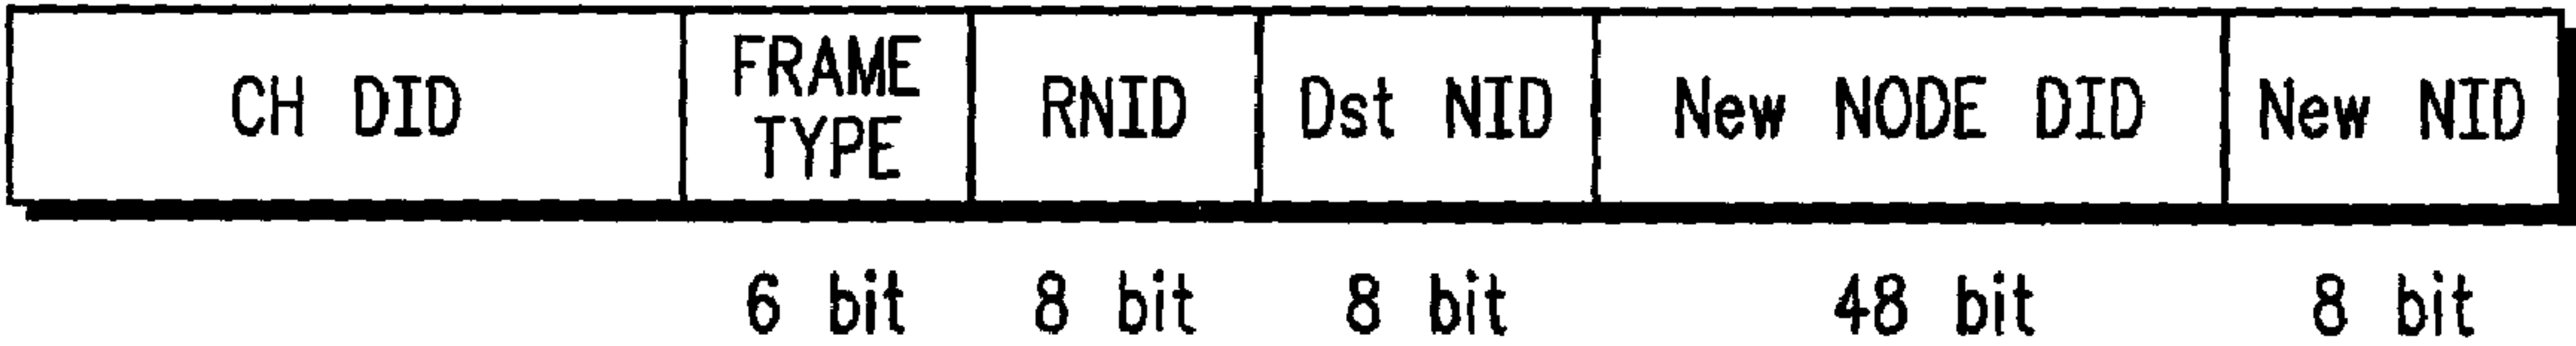 CH DID
FRAME
TYPE
RNID
Dst NID
New NODE DID
New NID
6 bit
8 bit
8 bit
48 bit
8 bit